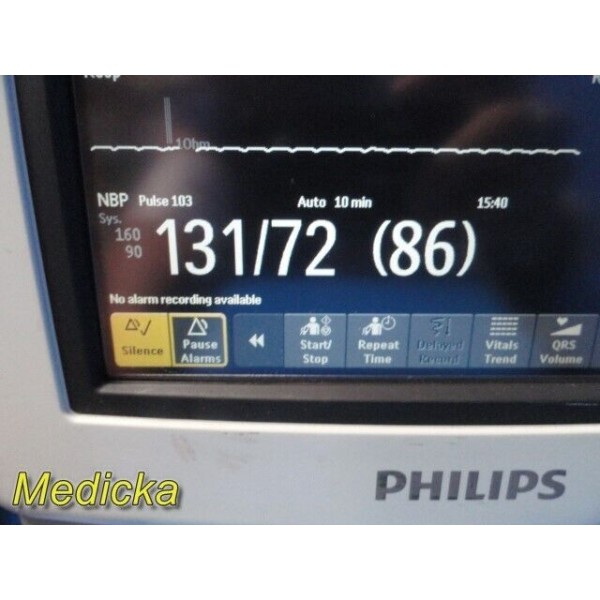 1Ohm
NBP Pulse 103 Auto 10 min 15:40
Sys.
160
90
131/72 (86)
No alarm recording available
Silence
Pause
Alarms
Start/
Stop
Repeat
Time
Delayed
Record
Vitals
Trend
QRS
Volume
Medicka
PHILIPS